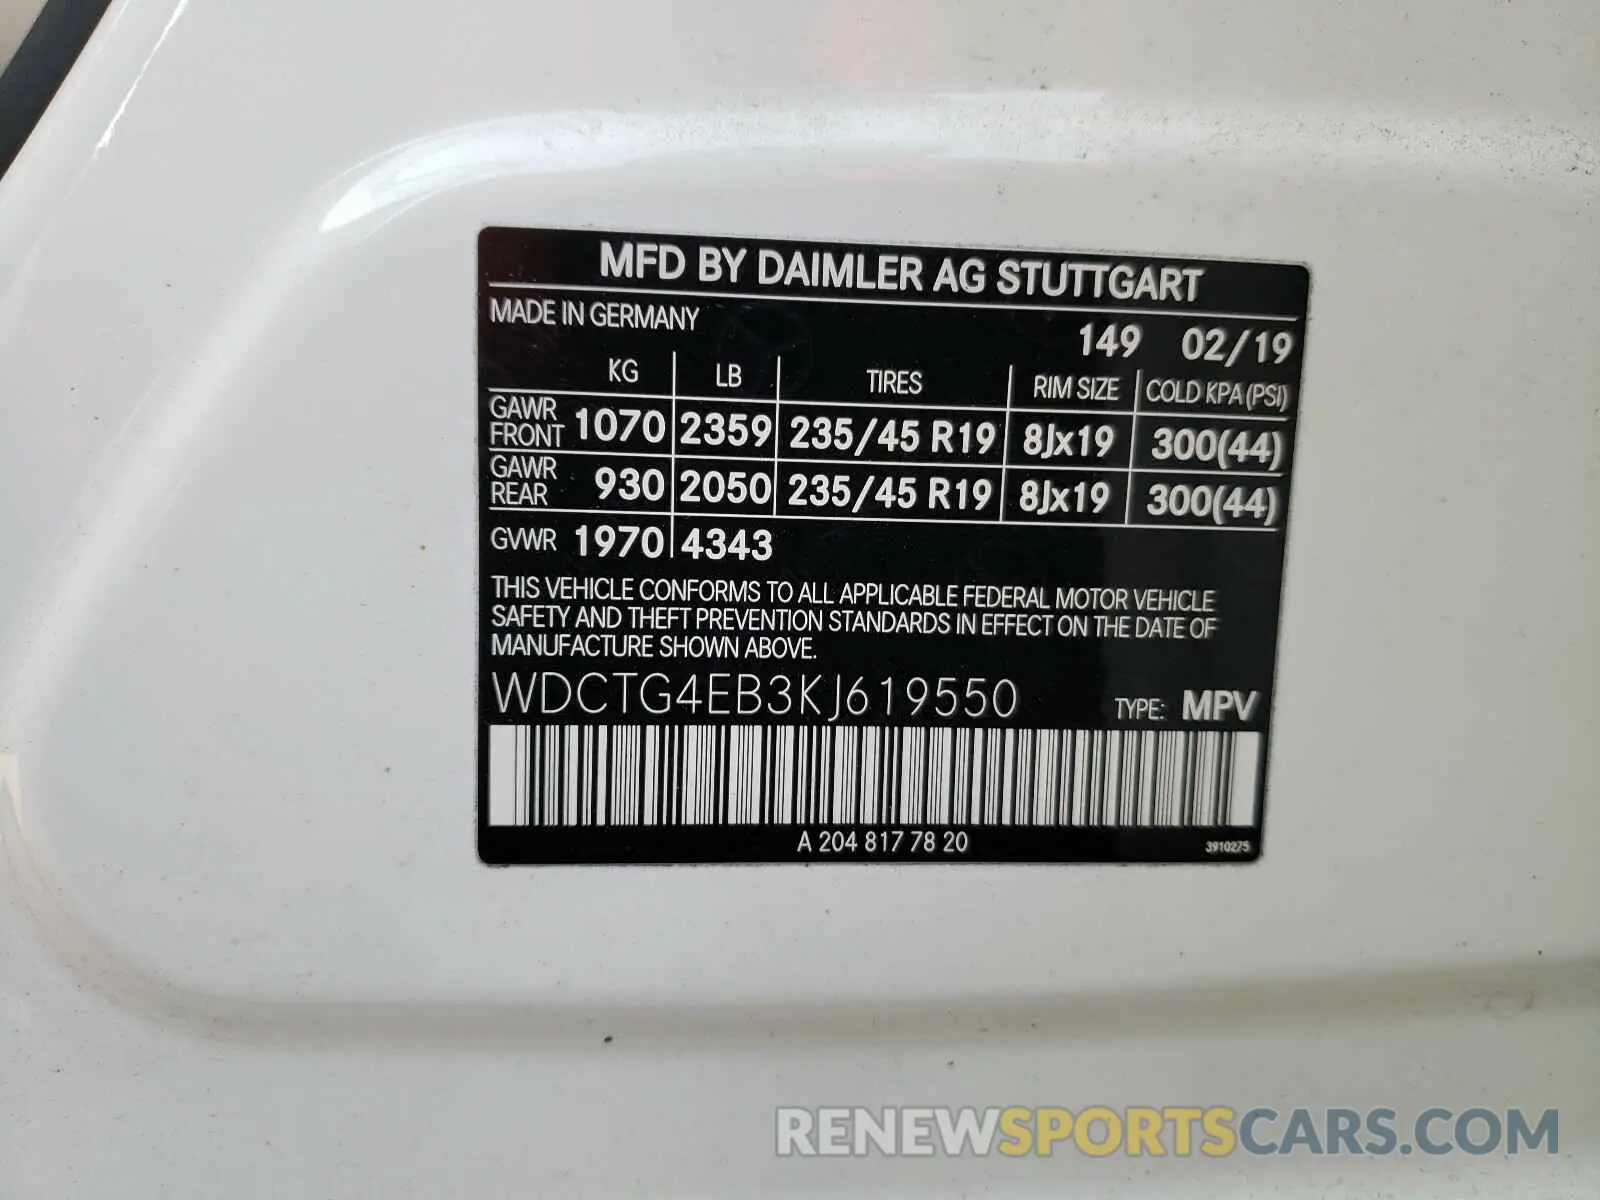 MFD BY DAIMLER AG STUTTGART
MADE IN GERMANY
149 02/19
KG LB TIRES RIM SIZE COLD KPA (PSI)
GAWR FRONT 1070 2359 235/45 R19 8Jx19 300(44)
GAWR REAR 930 2050 235/45 R19 8Jx19 300(44)
GVWR 1970 4343
THIS VEHICLE CONFORMS TO ALL APPLICABLE FEDERAL MOTOR VEHICLE
SAFETY AND THEFT PREVENTION STANDARDS IN EFFECT ON THE DATE OF
MANUFACTURE SHOWN ABOVE.
WDCTG4EB3KJ619550 TYPE: MPV
A 204 817 78 20 3910275
RENEWSPORTSCARS.COM